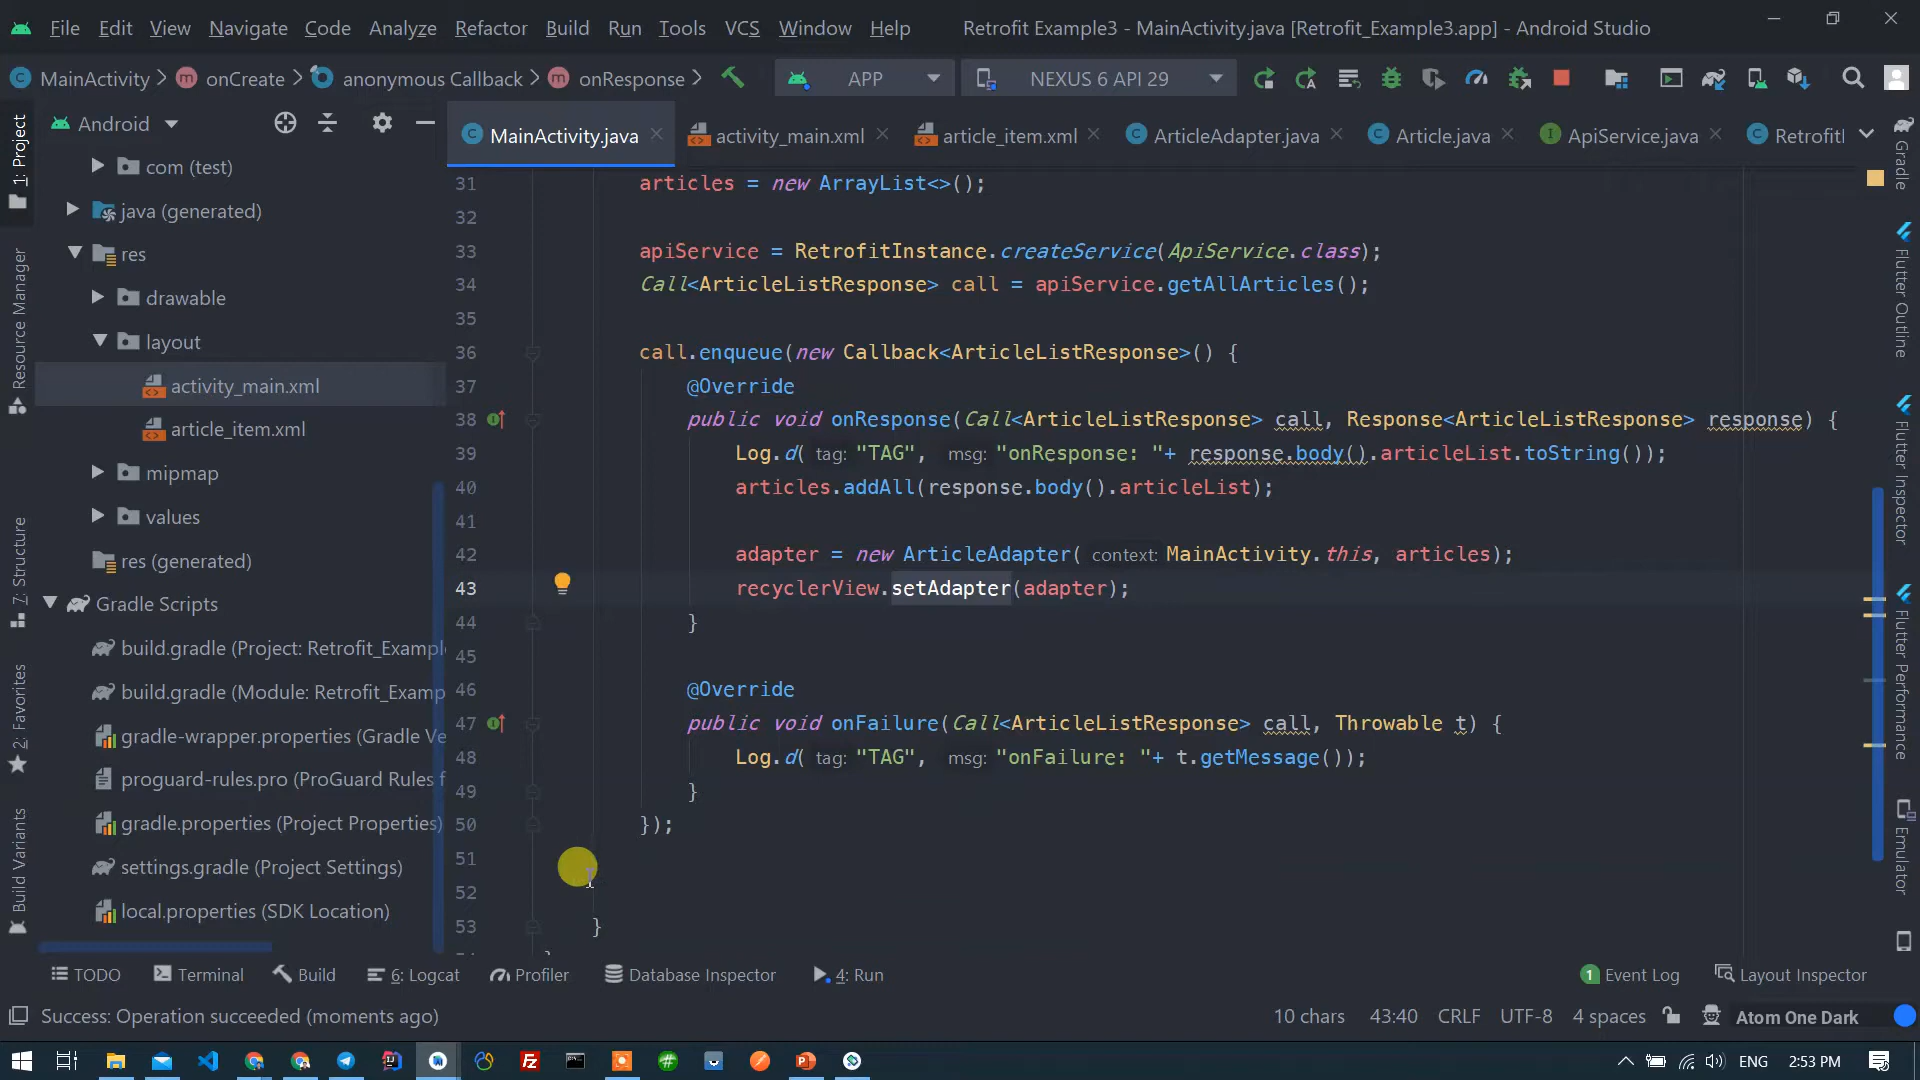 File Edit View Navigate Code Analyze Refactor Build Run Tools VCS Window Help Retrofit Example3 - MainActivity.java [Retrofit_Example3.app] - Android Studio
MainActivity onCreate anonymous Callback onResponse APP NEXUS 6 API 29
Android
MainActivity.java activity_main.xml article_item.xml ArticleAdapter.java Article.java ApiService.java RetrofitI
com (test)
java (generated)
res
drawable
layout
activity_main.xml
article_item.xml
mipmap
values
res (generated)
Gradle Scripts
build.gradle (Project: Retrofit_Exampl
build.gradle (Module: Retrofit_Examp
gradle-wrapper.properties (Gradle Ve
proguard-rules.pro (ProGuard Rules f
gradle.properties (Project Properties)
settings.gradle (Project Settings)
local.properties (SDK Location)
1: Project
Resource Manager
7: Structure
2: Favorites
Build Variants
31 articles = new ArrayList<>();
32
33 apiService = RetrofitInstance.createService(ApiService.class);
34 Call<ArticleListResponse> call = apiService.getAllArticles();
35
36 call.enqueue(new Callback<ArticleListResponse>() {
37 @Override
38 public void onResponse(Call<ArticleListResponse> call, Response<ArticleListResponse> response) {
39 Log.d( tag: "TAG", msg: "onResponse: "+ response.body().articleList.toString());
40 articles.addAll(response.body().articleList);
41
42 adapter = new ArticleAdapter( context: MainActivity.this, articles);
43 recyclerView.setAdapter(adapter);
44 }
45
46 @Override
47 public void onFailure(Call<ArticleListResponse> call, Throwable t) {
48 Log.d( tag: "TAG", msg: "onFailure: "+ t.getMessage());
49 }
50 });
51
52
53 }
Gradle
Flutter Outline
Flutter Inspector
Flutter Performance
Emulator
TODO Terminal Build 6: Logcat Profiler Database Inspector 4: Run 1 Event Log Layout Inspector
Success: Operation succeeded (moments ago) 10 chars 43:40 CRLF UTF-8 4 spaces Atom One Dark
ENG 2:53 PM